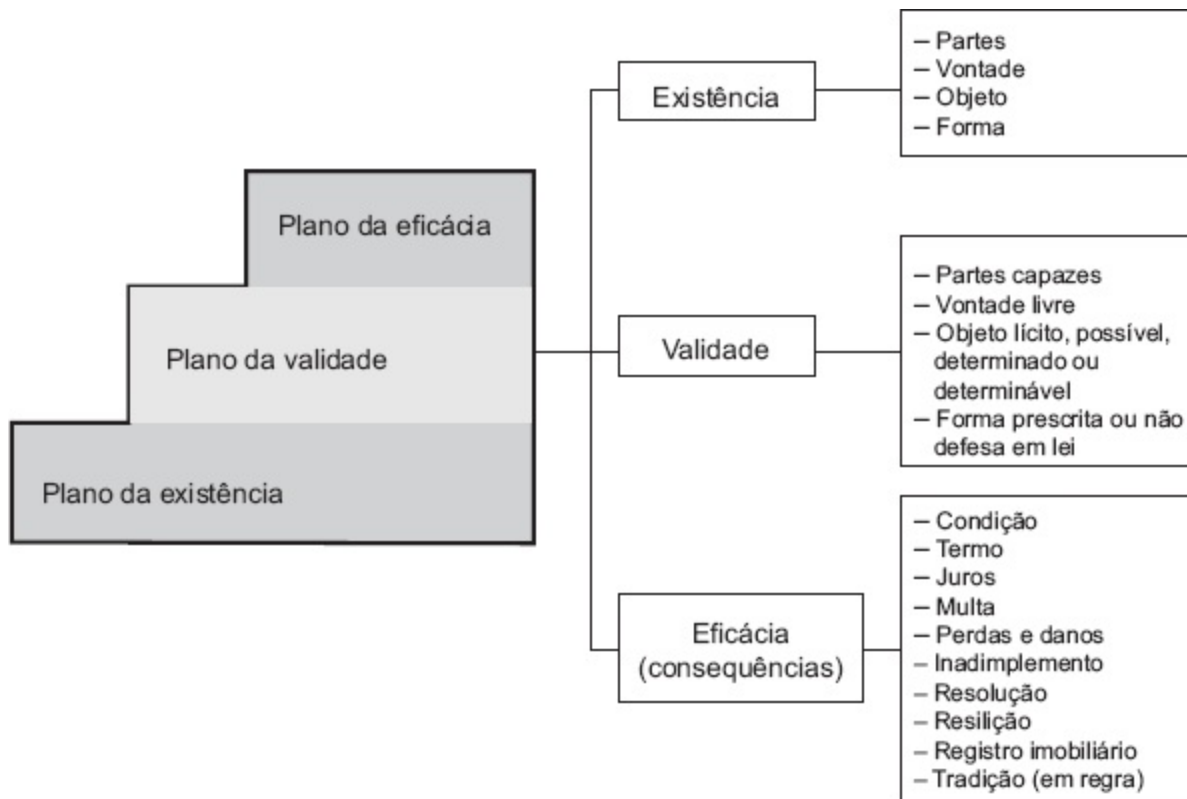 Plano da eficácia
Plano da validade
Plano da existência
Existência
– Partes
– Vontade
– Objeto
– Forma
Validade
– Partes capazes
– Vontade livre
– Objeto lícito, possível,
determinado ou
determinável
– Forma prescrita ou não
defesa em lei
Eficácia
(consequências)
– Condição
– Termo
– Juros
– Multa
– Perdas e danos
– Inadimplemento
– Resolução
– Resilição
– Registro imobiliário
– Tradição (em regra)